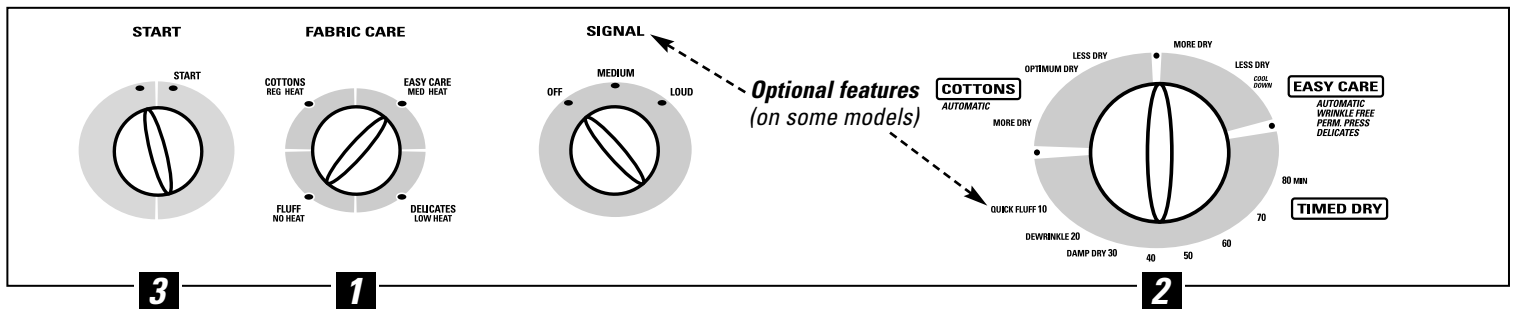 START
START
FABRIC CARE
COTTONS
REG HEAT
EASY CARE
MED HEAT
FLUFF
NO HEAT
DELICATES
LOW HEAT
SIGNAL
OFF
MEDIUM
LOUD
Optional features
(on some models)
COTTONS
AUTOMATIC
MORE DRY
OPTIMUM DRY
LESS DRY
MORE DRY
LESS DRY
COOL
DOWN
EASY CARE
AUTOMATIC
WRINKLE FREE
PERM. PRESS
DELICATES
80 MIN
TIMED DRY
70
60
50
40
DAMP DRY 30
DEWRINKLE 20
QUICK FLUFF 10
3
1
2